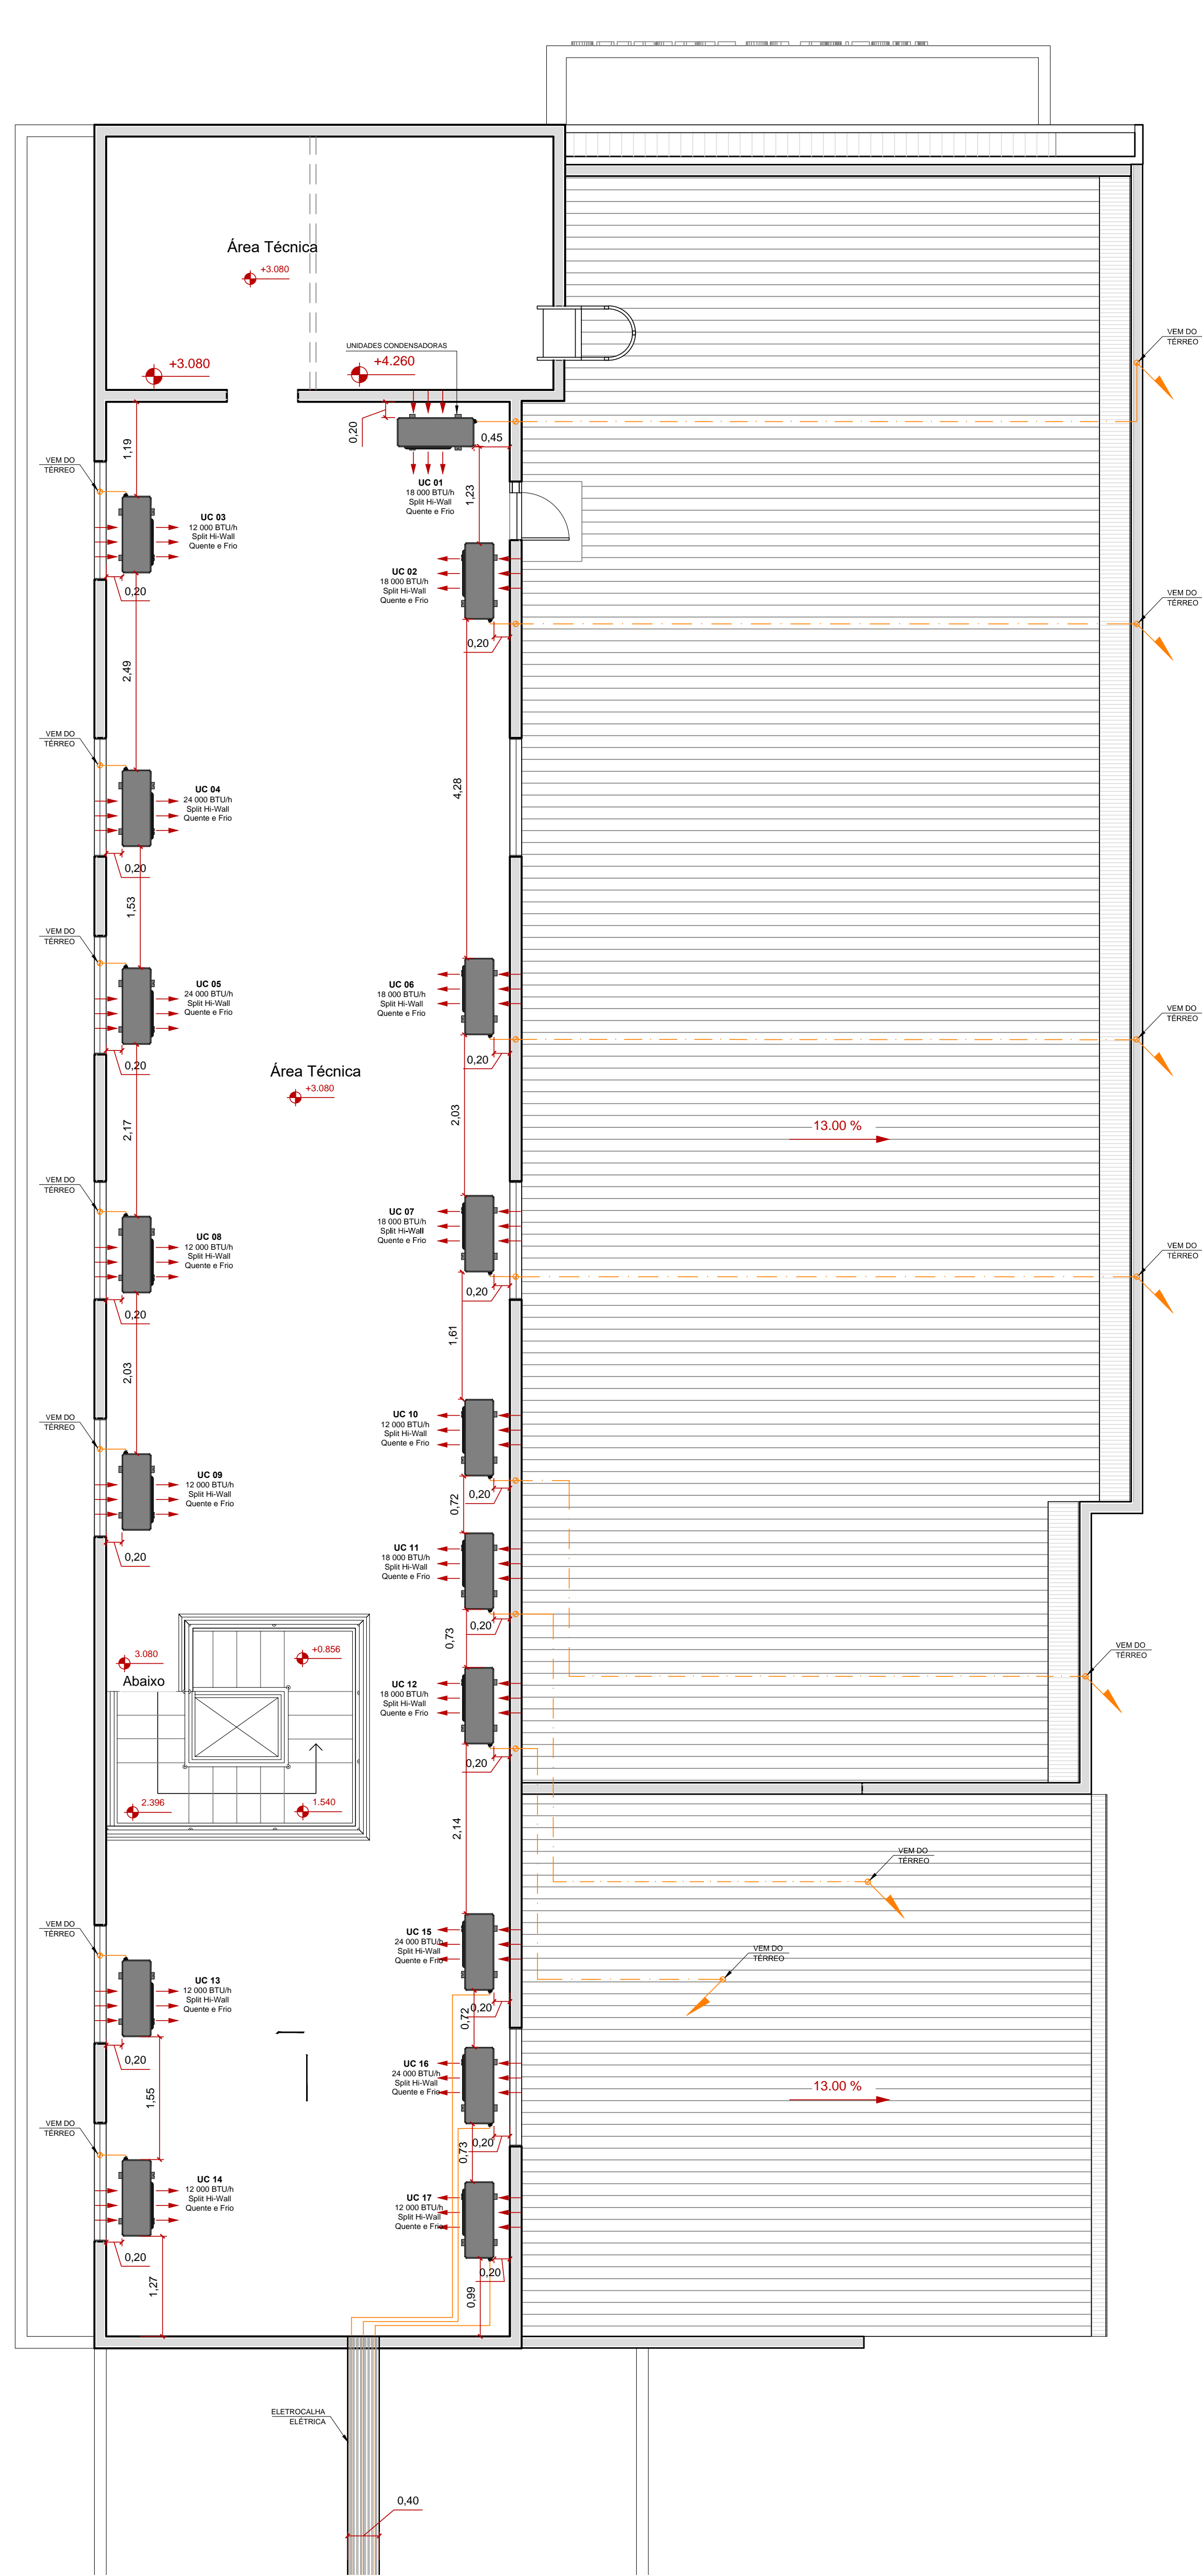 Área Técnica
+3.080
UNIDADES CONDENSADORAS
+3.080
+4.260
VEM DO
TÉRREO
0,20
0,45
1,19
VEM DO
TÉRREO
UC 01
18 000 BTU/h
Split Hi-Wall
Quente e Frio
1,23
UC 03
12 000 BTU/h
Split Hi-Wall
Quente e Frio
UC 02
18 000 BTU/h
Split Hi-Wall
Quente e Frio
0,20
VEM DO
TÉRREO
0,20
2,49
VEM DO
TÉRREO
4,28
UC 04
24 000 BTU/h
Split Hi-Wall
Quente e Frio
0,20
1,53
VEM DO
TÉRREO
UC 05
24 000 BTU/h
Split Hi-Wall
Quente e Frio
UC 06
18 000 BTU/h
Split Hi-Wall
Quente e Frio
VEM DO
TÉRREO
0,20
0,20
Área Técnica
+3.080
2,17
2,03
13.00 %
VEM DO
TÉRREO
UC 08
12 000 BTU/h
Split Hi-Wall
Quente e Frio
UC 07
18 000 BTU/h
Split Hi-Wall
Quente e Frio
VEM DO
TÉRREO
0,20
0,20
1,61
2,03
VEM DO
TÉRREO
UC 10
12 000 BTU/h
Split Hi-Wall
Quente e Frio
UC 09
12 000 BTU/h
Split Hi-Wall
Quente e Frio
0,20
0,72
0,20
UC 11
18 000 BTU/h
Split Hi-Wall
Quente e Frio
0,20
0,73
3.080
+0.856
Abaixo
VEM DO
TÉRREO
UC 12
18 000 BTU/h
Split Hi-Wall
Quente e Frio
0,20
2.396
1.540
2,14
VEM DO
TÉRREO
VEM DO
TÉRREO
UC 15
24 000 BTU/h
Split Hi-Wall
Quente e Frio
VEM DO
TÉRREO
UC 13
12 000 BTU/h
Split Hi-Wall
Quente e Frio
0,20
0,72
0,20
1,55
UC 16
24 000 BTU/h
Split Hi-Wall
Quente e Frio
13.00 %
VEM DO
TÉRREO
0,20
0,73
UC 14
12 000 BTU/h
Split Hi-Wall
Quente e Frio
UC 17
12 000 BTU/h
Split Hi-Wall
Quente e Frio
0,20
0,20
1,27
0,99
ELETROCALHA
ELÉTRICA
0,40